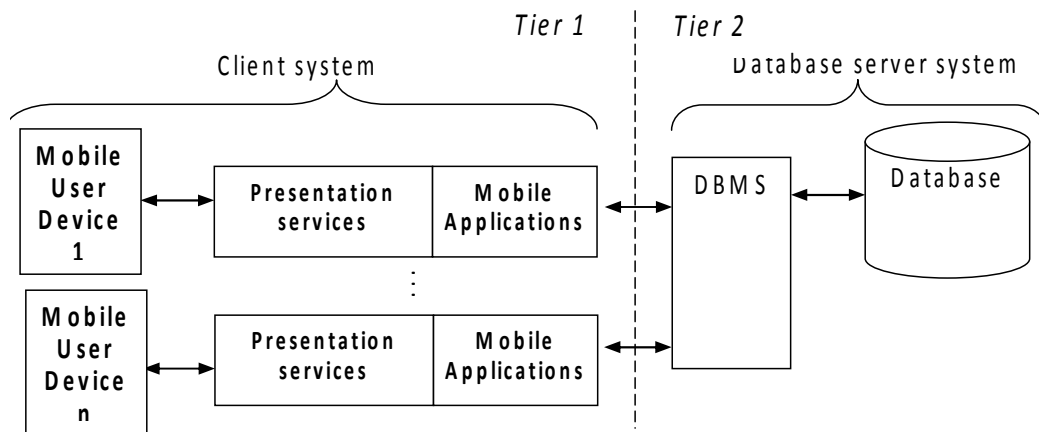 Tier 1
Tier 2
Client system
Database server system
Mobile
User
Device
1
Presentation
services
Mobile
Applications
DBMS
Database
Mobile
User
Device
n
Presentation
services
Mobile
Applications